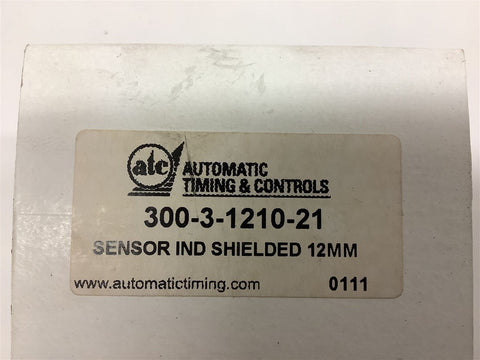 atc AUTOMATIC
TIMING & CONTROLS
300-3-1210-21
SENSOR IND SHIELDED 12MM
www.automatictiming.com 0111